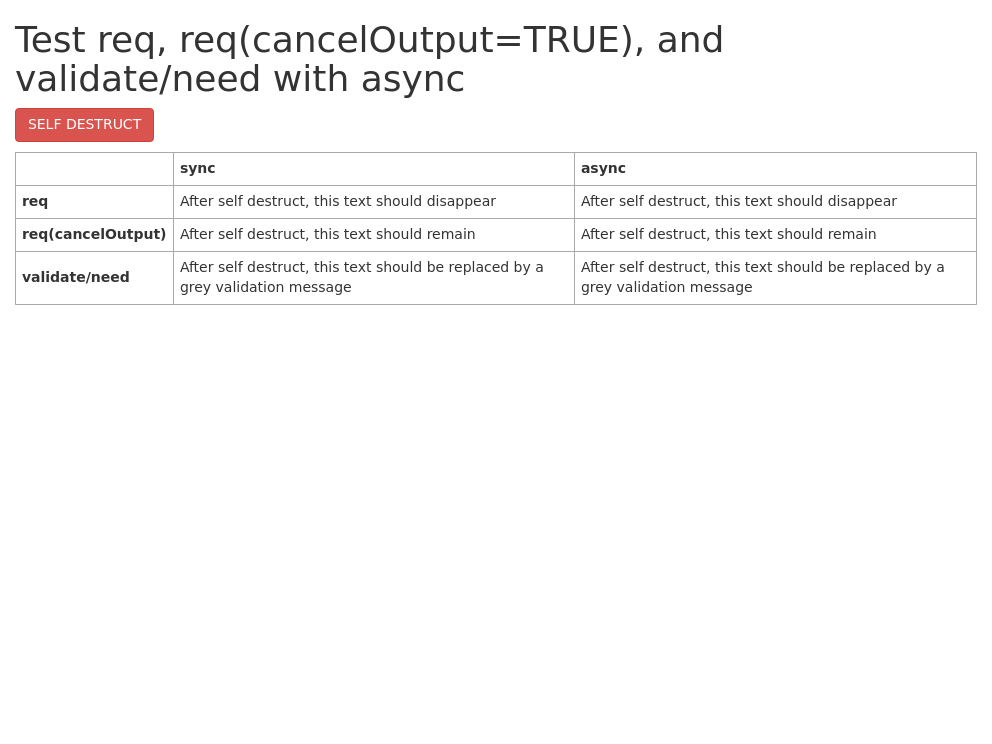 Test req, req(cancelOutput=TRUE), and
validate/need with async
SELF DESTRUCT
sync async
req After self destruct, this text should disappear After self destruct, this text should disappear
req(cancelOutput) After self destruct, this text should remain After self destruct, this text should remain
validate/need After self destruct, this text should be replaced by a grey validation message After self destruct, this text should be replaced by a grey validation message